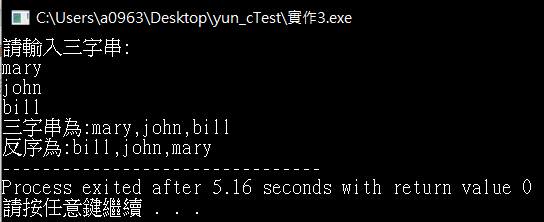 C:\Users\a0963\Desktop\yun_cTest\實作3.exe
請輸入三字串:
mary
john
bill
三字串為:mary,john,bill
反序為:bill,john,mary
--------------------------------
Process exited after 5.16 seconds with return value 0
請按任意鍵繼續 . . .